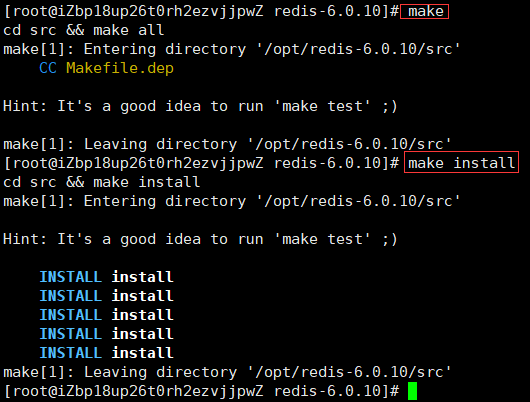 [root@iZbp18up26t0rh2ezvjjpwZ redis-6.0.10]# make
cd src && make all
make[1]: Entering directory '/opt/redis-6.0.10/src'
    CC Makefile.dep

Hint: It's a good idea to run 'make test' ;)

make[1]: Leaving directory '/opt/redis-6.0.10/src'
[root@iZbp18up26t0rh2ezvjjpwZ redis-6.0.10]# make install
cd src && make install
make[1]: Entering directory '/opt/redis-6.0.10/src'

Hint: It's a good idea to run 'make test' ;)

    INSTALL install
    INSTALL install
    INSTALL install
    INSTALL install
    INSTALL install
make[1]: Leaving directory '/opt/redis-6.0.10/src'
[root@iZbp18up26t0rh2ezvjjpwZ redis-6.0.10]#